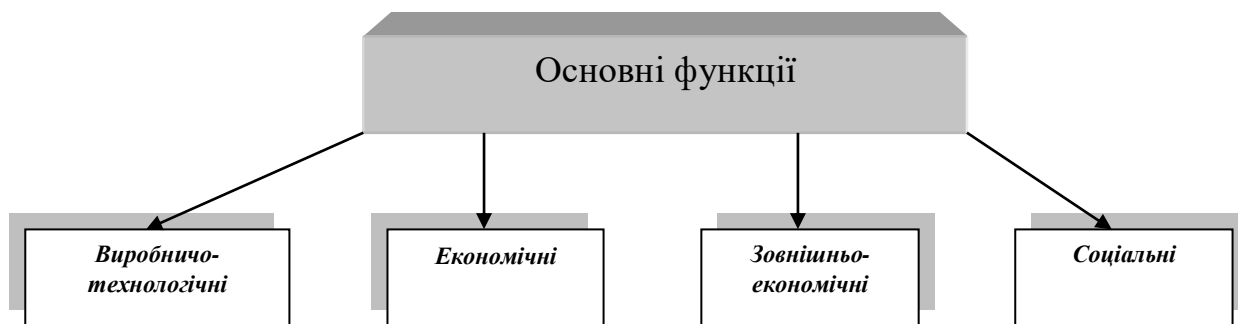 Основні функції
Виробничо-
технологічні
Економічні
Зовнішньо-
економічні
Соціальні